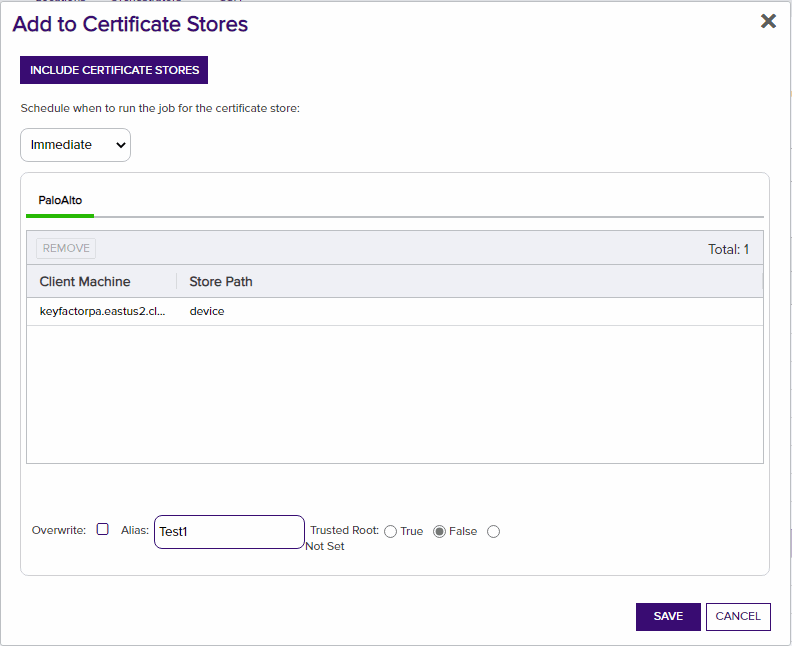 Add to Certificate Stores
INCLUDE CERTIFICATE STORES
Schedule when to run the job for the certificate store:
Immediate
PaloAlto
REMOVE
Total: 1
Client Machine Store Path
keyfactorpa.eastus2.cl... device
Overwrite: Alias: Test1 Trusted Root: True False
Not Set
SAVE CANCEL